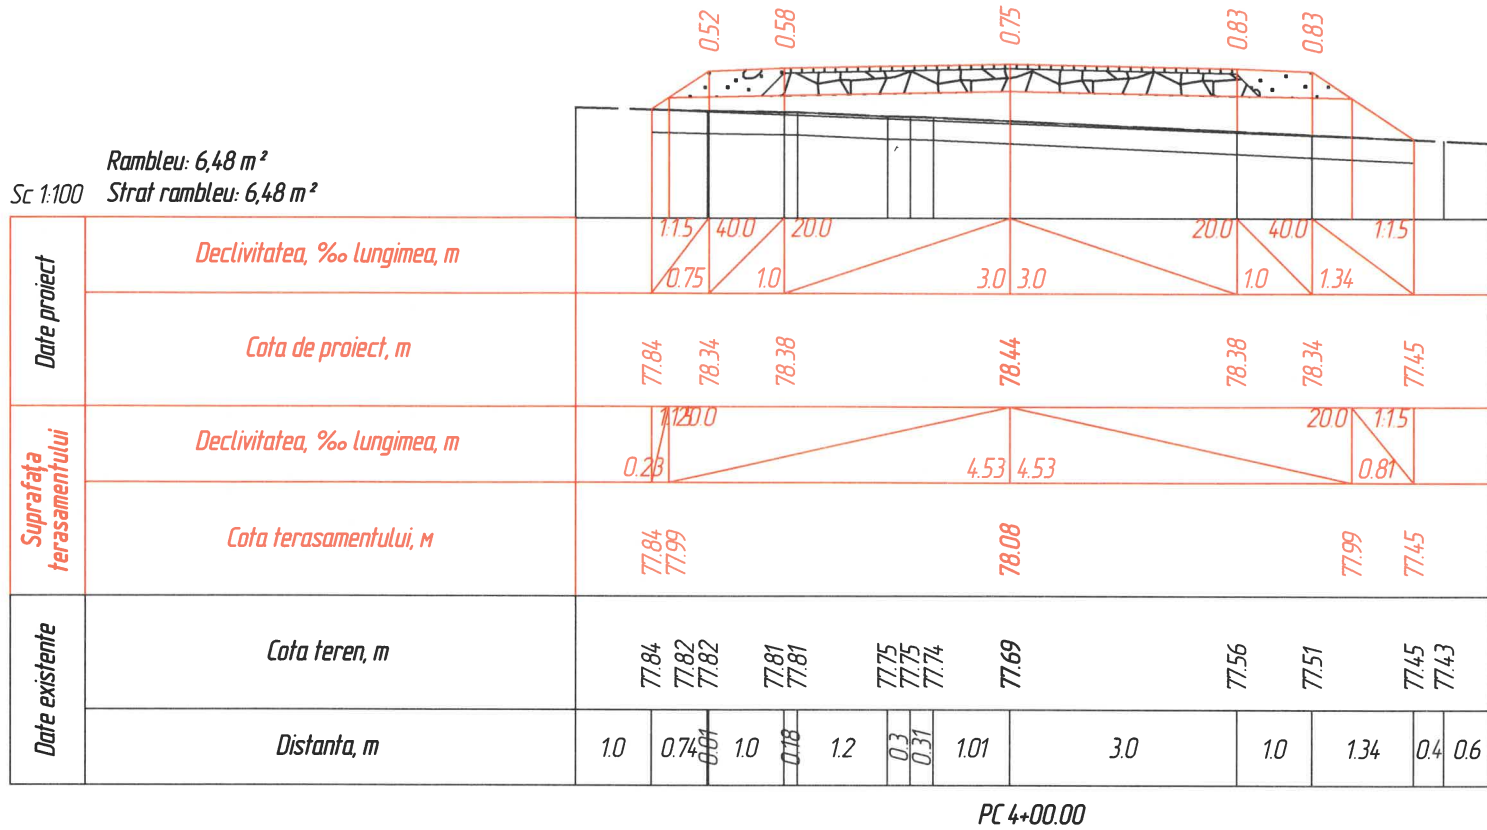 0.52 0.58 0.75 0.83 0.83
Rambleu: 6,48 m²
Sc 1:100 Strat rambleu: 6,48 m²
Date proiect
Declivitatea, ‰ lungimea, m
1:1.5 40.0 20.0 20.0 40.0 1:1.5
0.75 1.0 3.0 3.0 1.0 1.34
Cota de proiect, m
77.84 78.34 78.38 78.44 78.38 78.34 77.45
Suprafața
terasamentului
Declivitatea, ‰ lungimea, m
1:1.5 20.0 20.0 1:1.5
0.23 4.53 4.53 0.81
Cota terasamentului, м
77.84 77.99 78.08 77.99 77.45
Date existente
Cota teren, m
77.84 77.82 77.82 77.81 77.81 77.75 77.75 77.74 77.69 77.56 77.51 77.45 77.43
Distanta, m
1.0 0.74 0.01 1.0 0.18 1.2 0.3 0.31 1.01 3.0 1.0 1.34 0.4 0.6
PC 4+00.00